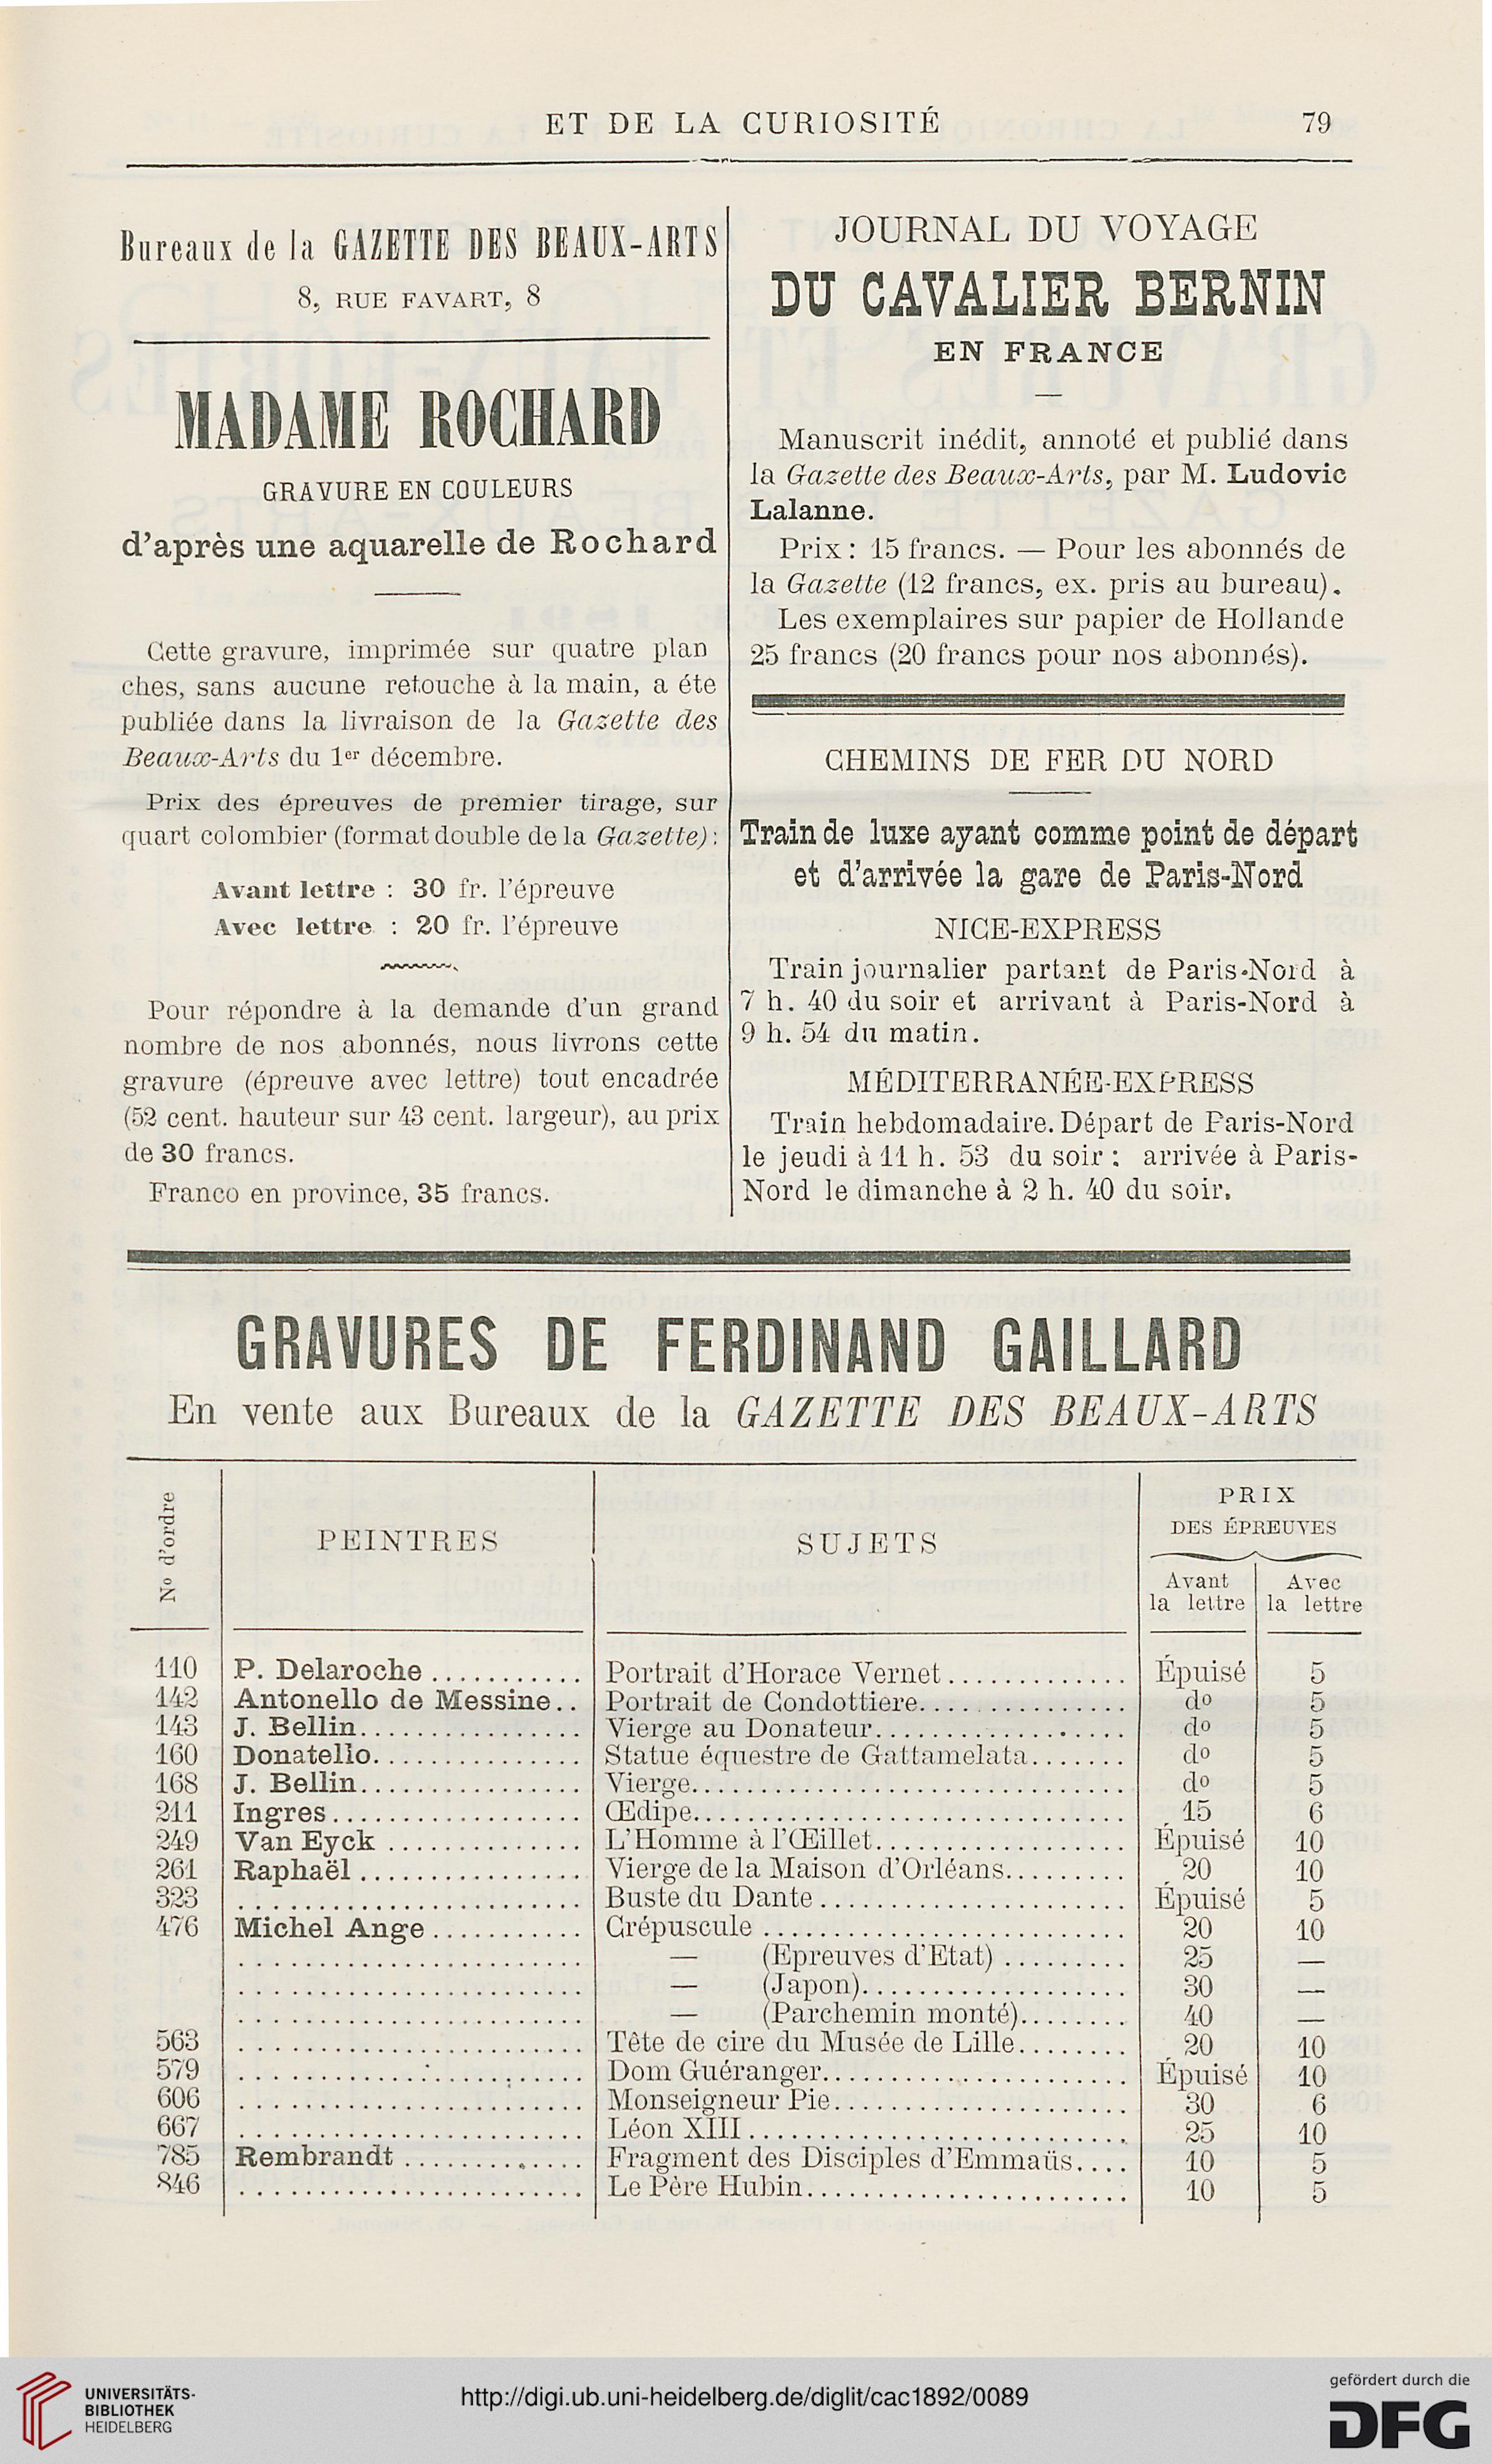 ET DE LA CURIOSITÉ 79
Bureaux de la GAZETTE DES BEAUX-ARTS
8, RUE FAVART, 8
MADAME ROCHARD
GRAVURE EN COULEURS
d'après une aquarelle de Rochard
Cette gravure, imprimée sur quatre plan
ches, sans aucune retouche à la main, a éte
publiée dans la livraison de la Gazette des
Beaux-Arts du 1er décembre.
Prix des épreuves de premier tirage, sur
quart colombier (format double de la Gazette):
Avant lettre : 30 fr. l'épreuve
Avec lettre : 20 fr. l'épreuve
Pour répondre à la demande d'un grand
nombre de nos abonnés, nous livrons cette
gravure (épreuve avec lettre) tout encadrée
(52 cent. hauteur sur 43 cent. largeur), au prix
de 30 francs.
Franco en province, 35 francs.
JOURNAL DU VOYAGE
DU CAVALIER BERNIN
EN FRANCE
—
Manuscrit inédit, annoté et publié dans
la Gazette des Beaux-Arts, par M. Ludovic
Lalanne.
Prix : 15 francs. — Pour les abonnés de
la Gazette (12 francs, ex. pris au bureau).
Les exemplaires sur papier de Hollande
25 francs (20 francs pour nos abonnés).
CHEMINS DE FER DU NORD
Train de luxe ayant comme point de départ
et d'arrivée la gare de Paris-Nord
NICE-EXPRESS
Train journalier partant de Paris-Nord à
7 h. 40 du soir et arrivant à Paris-Nord à
9 h. 54 du matin.
MÉDITERRANÉE-EXPRESS
Train hebdomadaire. Départ de Paris-Nord
le jeudi à 11 h. 53 du soir : arrivée à Paris-
Nord le dimanche à 2 h. 40 du soir.
GRAVURES DE FERDINAND GAILLARD
En vente aux Bureaux de la GAZETTE DES BEAUX-ARTS
No d'ordre
PEINTRES
SUJETS
PRIX
DES ÉPREUVES
Avant Avec
la lettre la lettre
110 P. Delaroche ........... Portrait d'Horace Vernet ............. Épuisé 5
142 Antonello de Messine.. Portrait de Condottiere............... do 5
143 J. Bellin................ Vierge au Donateur................. do 5
160 Donatello............... Statue équestre de Gattamelata....... do 5
168 J. Bellin................ Vierge............................. do 5
211 Ingres.................. Œdipe............................. 15 6
249 Van Eyck .............. L'Homme à l'Œillet.................. Épuisé 10
261 Raphaël ................ Vierge de la Maison d'Orléans......... 20 10
323 ......................... Buste du Dante ...................... Épuisé 5
476 Michel Ange........... Crépuscule .......................... 20 10
......................... — (Epreuves d'Etat) ......... 25 —
......................... — (Japon)................... 30 —
......................... — (Parchemin monté)........ 40 —
563 ......................... Tête de cire du Musée de Lille........ 20 10
579 ......................... Dom Guéranger...................... Épuisé 10
606 ......................... Monseigneur Pie..................... 30 6
667 ......................... Léon XIII........................... 25 10
785 Rembrandt ............. Fragment des Disciples d'Emmaüs.... 10 5
846 ......................... Le Père Hubin....................... 10 5
UNIVERSITÄTS-
BIBLIOTHEK
HEIDELBERG
http://digi.ub.uni-heidelberg.de/diglit/cac1892/0089
gefördert durch die
DFG